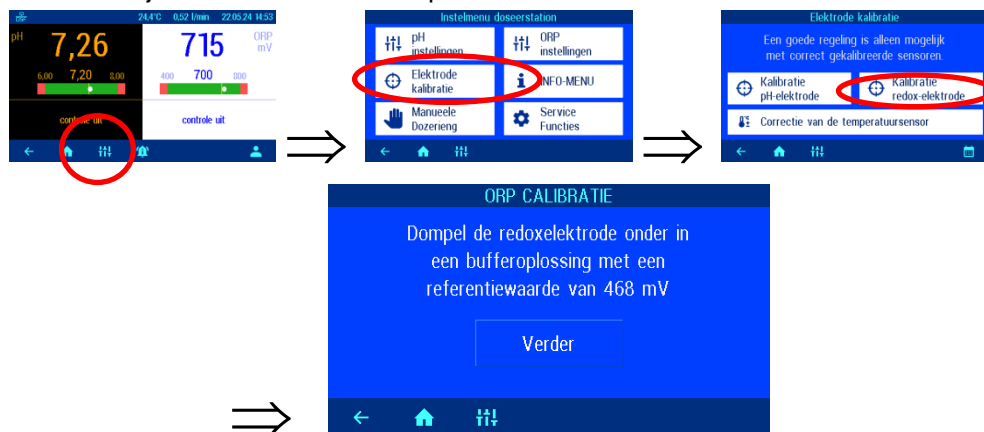 24,4°C 0,52 l/min 22.05.24 14:53
pH 7,26
6,00 7,20 8,00
controle uit
715 ORP mV
400 700 800
controle uit
Instelmenu doseerstation
pH instellingen
ORP instellingen
Elektrode kalibratie
INFO-MENU
Manueele Dozerieng
Service Functies
Elektrode kalibratie
Een goede regeling is alleen mogelijk
met correct gekalibreerde sensoren.
Kalibratie pH-elektrode
Kalibratie redox-elektrode
Correctie van de temperatuursensor
ORP CALIBRATIE
Dompel de redoxelektrode onder in
een bufferoplossing met een
referentiewaarde van 468 mV
Verder